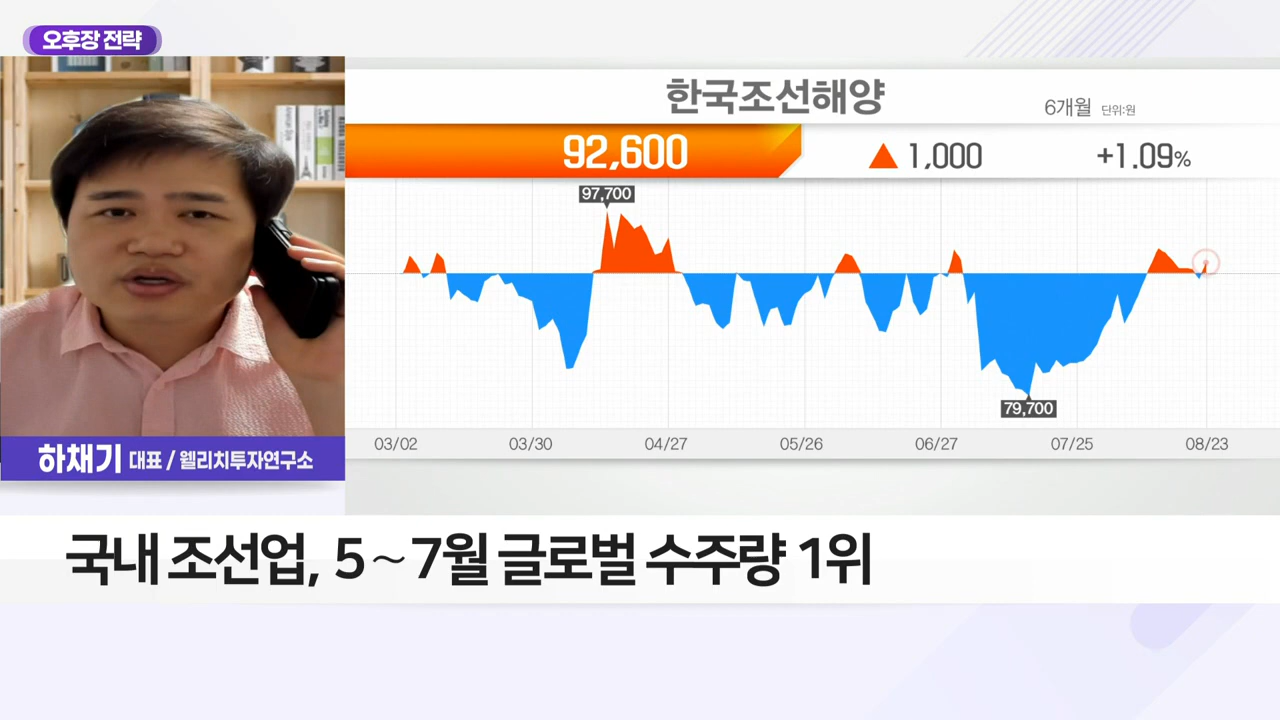 오후장 전략
한국조선해양
6개월 단위:원
92,600 ▲ 1,000 +1.09%
97,700
79,700
03/02 03/30 04/27 05/26 06/27 07/25 08/23
하채기 대표 / 웰리치투자연구소
국내 조선업, 5~7월 글로벌 수주량 1위